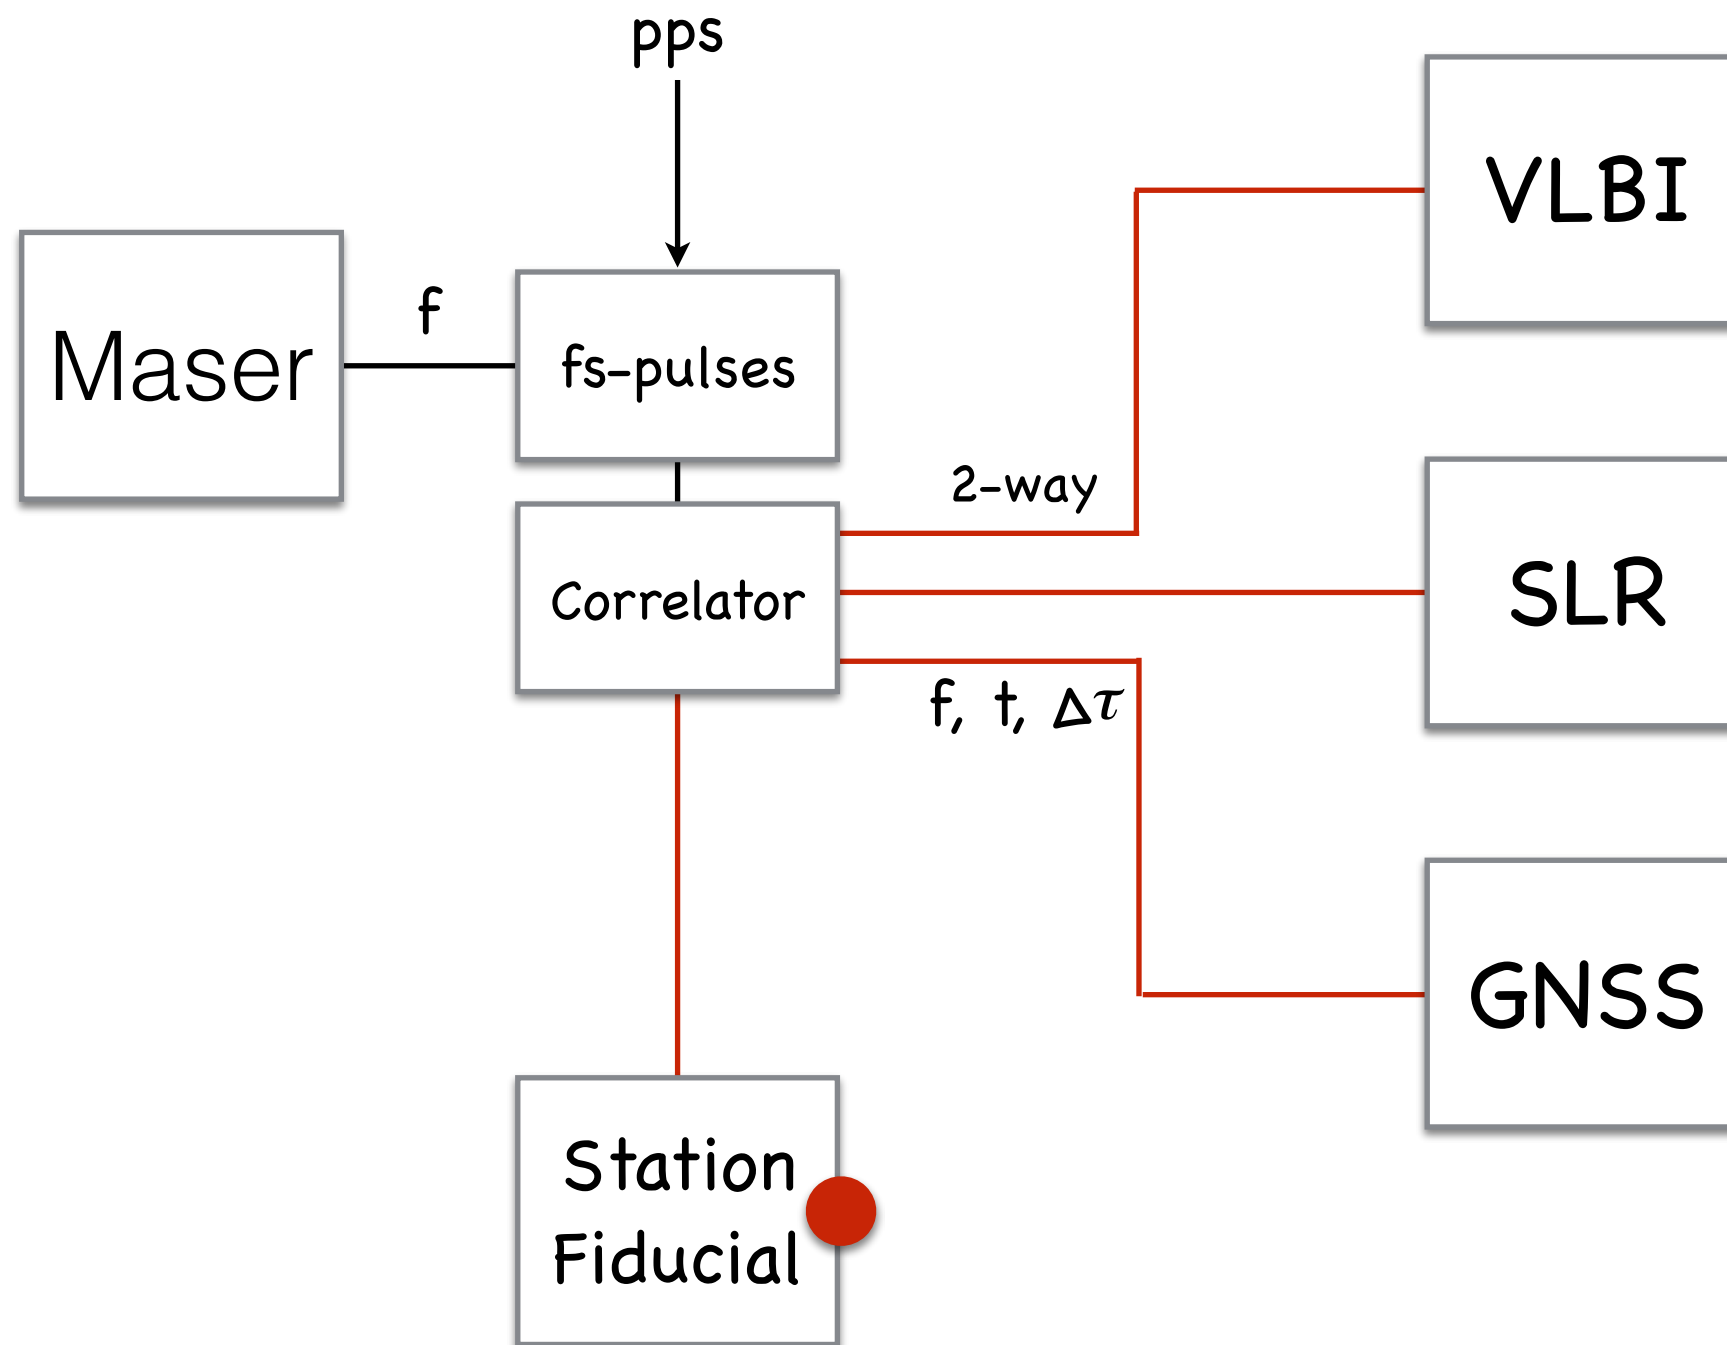 pps
VLBI
Maser
f
fs-pulses
2-way
Correlator
SLR
f, t, Δτ
GNSS
Station
Fiducial